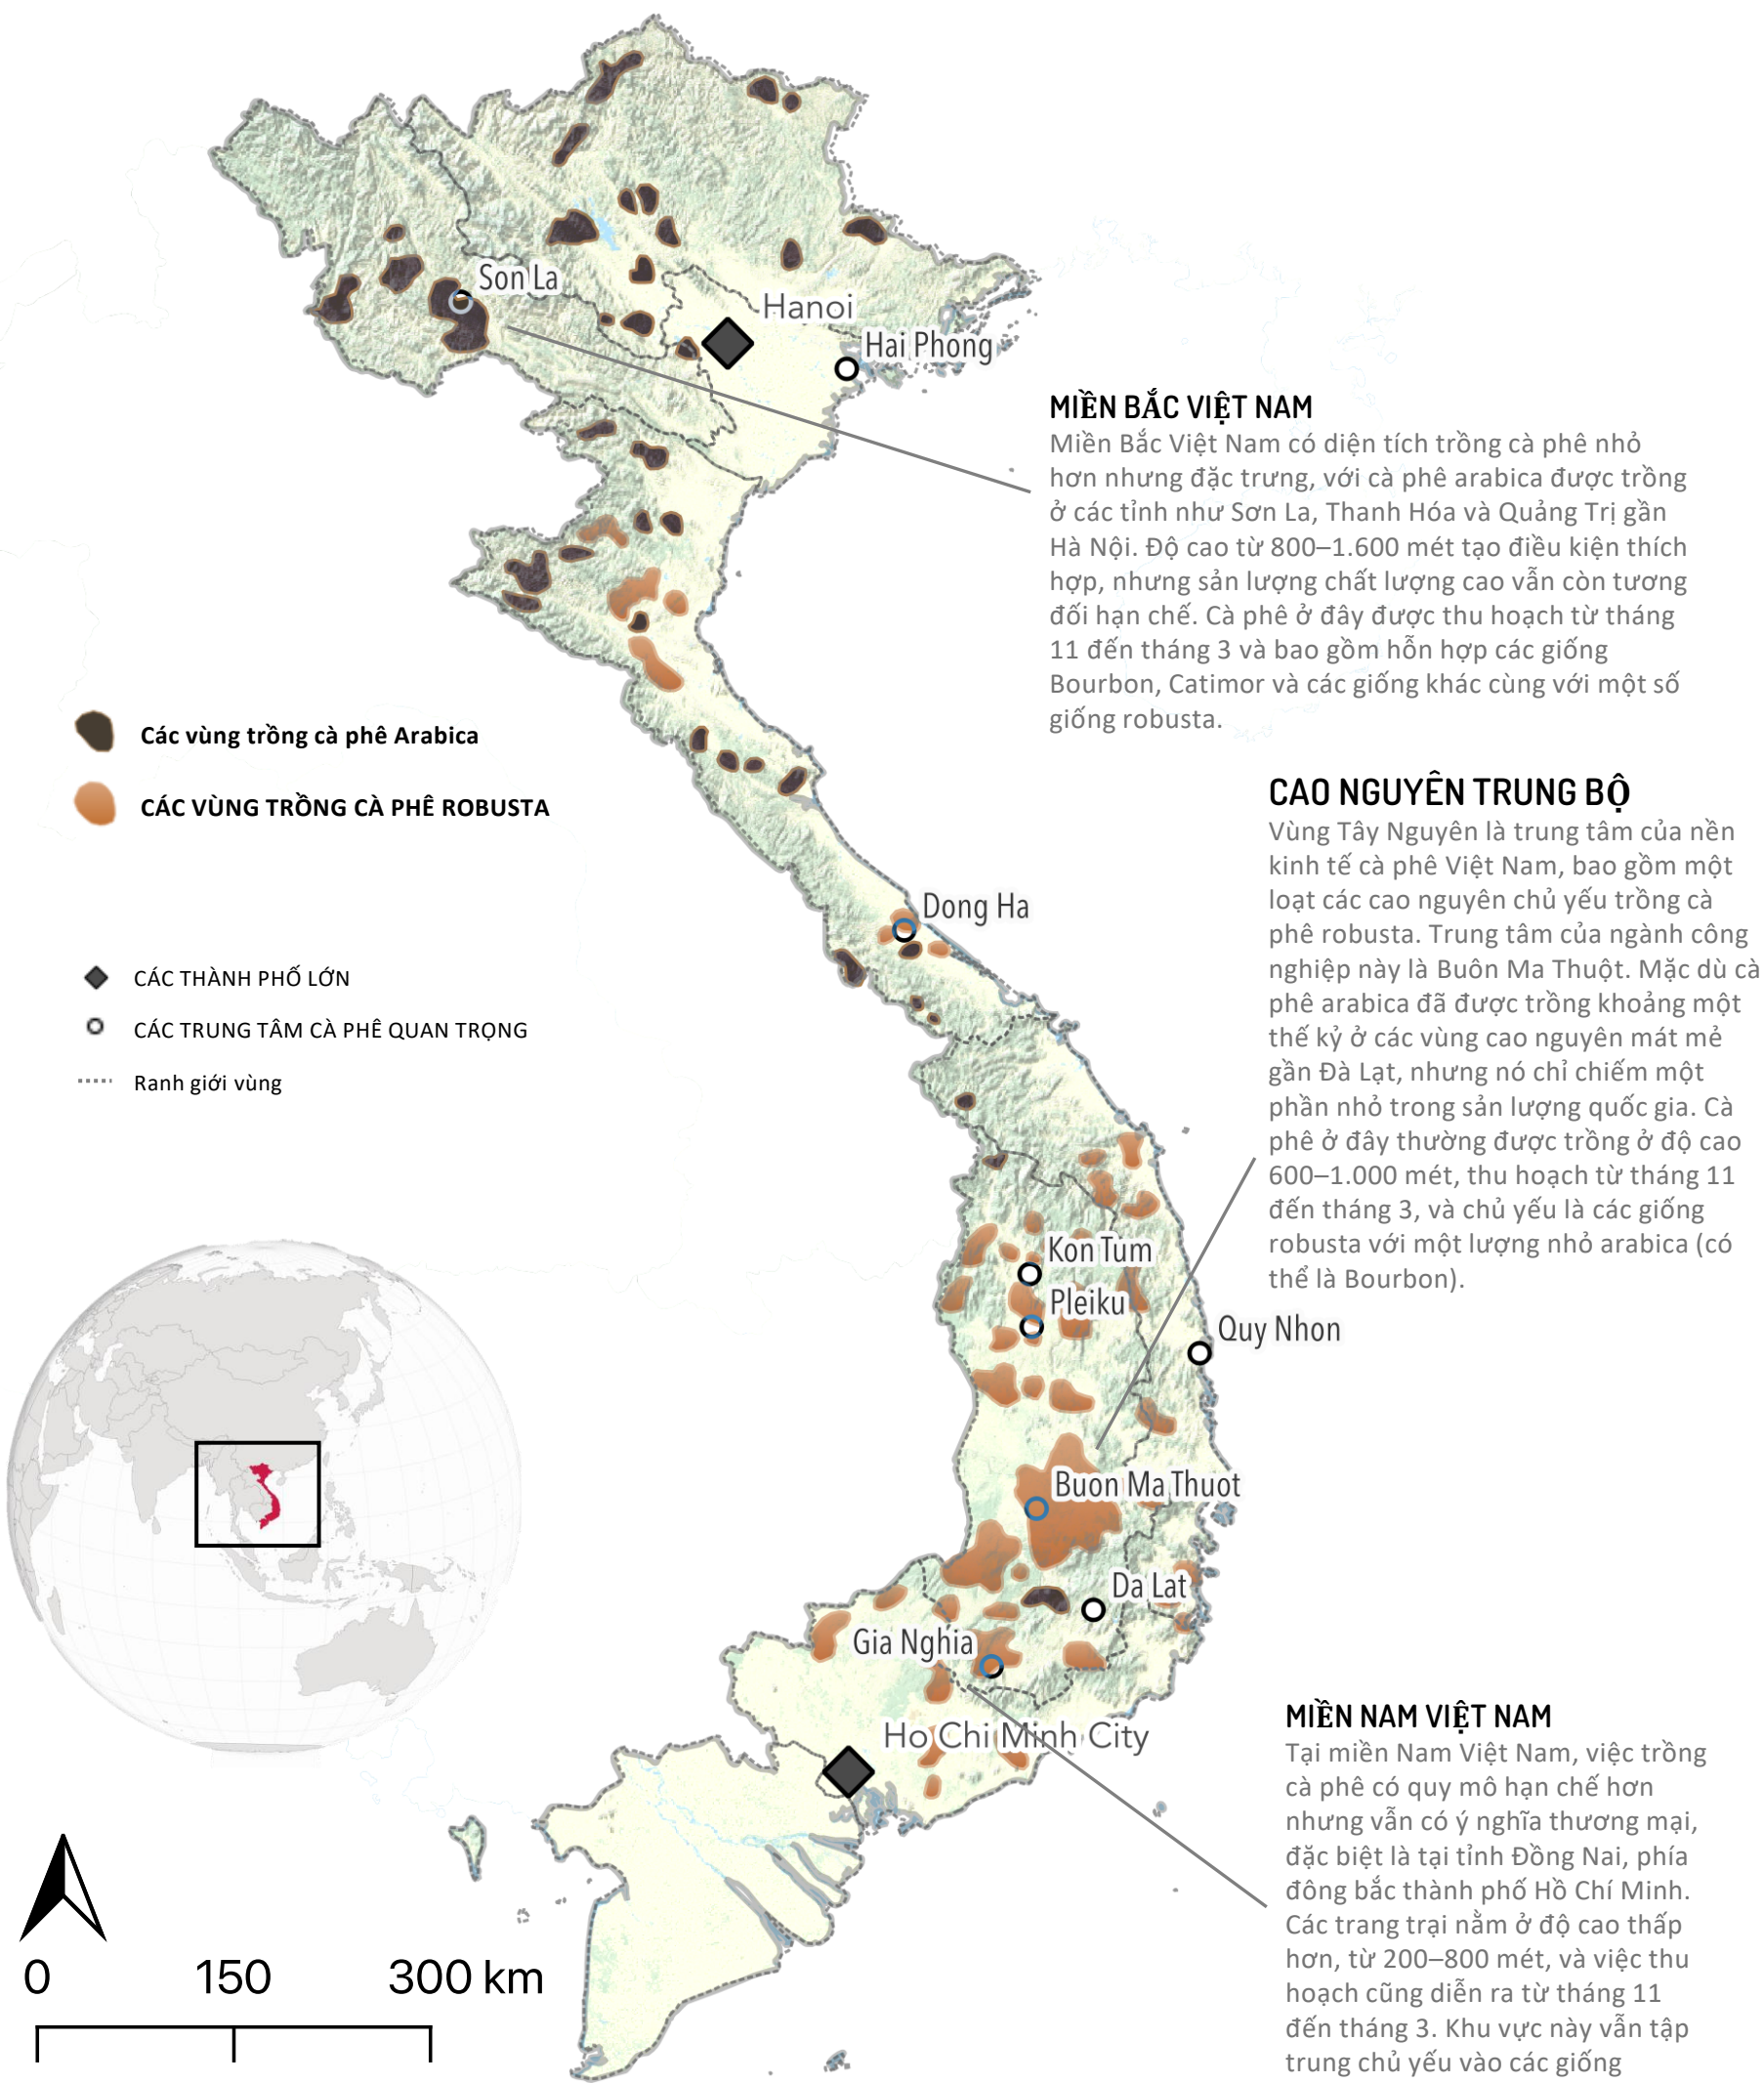 Son La
Hanoi
Hai Phong
MIỀN BẮC VIỆT NAM
Miền Bắc Việt Nam có diện tích trồng cà phê nhỏ
hơn nhưng đặc trưng, với cà phê arabica được trồng
ở các tỉnh như Sơn La, Thanh Hóa và Quảng Trị gần
Hà Nội. Độ cao từ 800–1.600 mét tạo điều kiện thích
hợp, nhưng sản lượng chất lượng cao vẫn còn tương
đối hạn chế. Cà phê ở đây được thu hoạch từ tháng
11 đến tháng 3 và bao gồm hỗn hợp các giống
Bourbon, Catimor và các giống khác cùng với một số
giống robusta.
Các vùng trồng cà phê Arabica
CÁC VÙNG TRỒNG CÀ PHÊ ROBUSTA
CÁC THÀNH PHỐ LỚN
CÁC TRUNG TÂM CÀ PHÊ QUAN TRỌNG
Ranh giới vùng
CAO NGUYÊN TRUNG BỘ
Vùng Tây Nguyên là trung tâm của nền
kinh tế cà phê Việt Nam, bao gồm một
loạt các cao nguyên chủ yếu trồng cà
phê robusta. Trung tâm của ngành công
nghiệp này là Buôn Ma Thuột. Mặc dù cà
phê arabica đã được trồng khoảng một
thế kỷ ở các vùng cao nguyên mát mẻ
gần Đà Lạt, nhưng nó chỉ chiếm một
phần nhỏ trong sản lượng quốc gia. Cà
phê ở đây thường được trồng ở độ cao
600–1.000 mét, thu hoạch từ tháng 11
đến tháng 3, và chủ yếu là các giống
robusta với một lượng nhỏ arabica (có
thể là Bourbon).
Dong Ha
Kon Tum
Pleiku
Quy Nhon
Buon Ma Thuot
Da Lat
Gia Nghia
Ho Chi Minh City
MIỀN NAM VIỆT NAM
Tại miền Nam Việt Nam, việc trồng
cà phê có quy mô hạn chế hơn
nhưng vẫn có ý nghĩa thương mại,
đặc biệt là tại tỉnh Đồng Nai, phía
đông bắc thành phố Hồ Chí Minh.
Các trang trại nằm ở độ cao thấp
hơn, từ 200–800 mét, và việc thu
hoạch cũng diễn ra từ tháng 11
đến tháng 3. Khu vực này vẫn tập
trung chủ yếu vào các giống
0 150 300 km